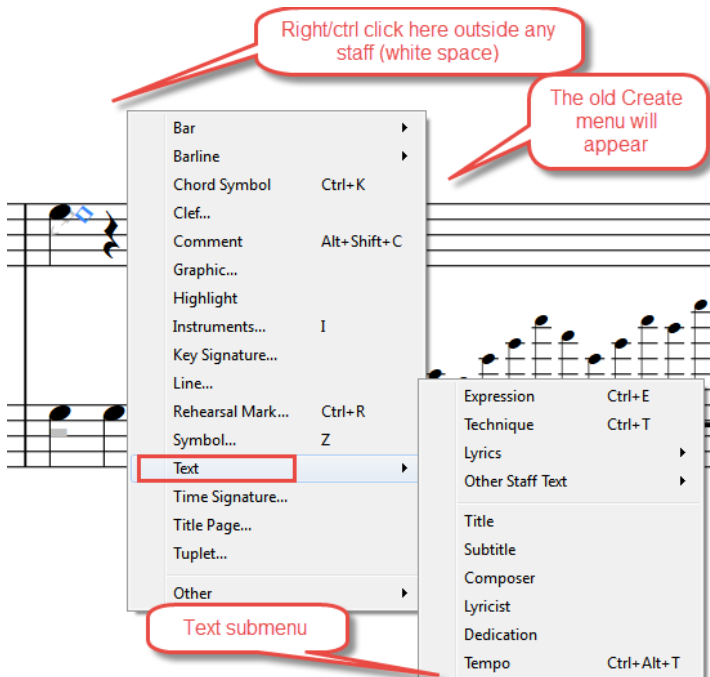 Right/ctrl click here outside any
staff (white space)
The old Create
menu will
appear
Bar
Barline
Chord Symbol Ctrl+K
Clef...
Comment Alt+Shift+C
Graphic...
Highlight
Instruments... I
Key Signature...
Line...
Rehearsal Mark... Ctrl+R
Symbol... Z
Text
Time Signature...
Title Page...
Tuplet...
Other
Expression Ctrl+E
Technique Ctrl+T
Lyrics
Other Staff Text
Title
Subtitle
Composer
Lyricist
Dedication
Tempo Ctrl+Alt+T
Text submenu